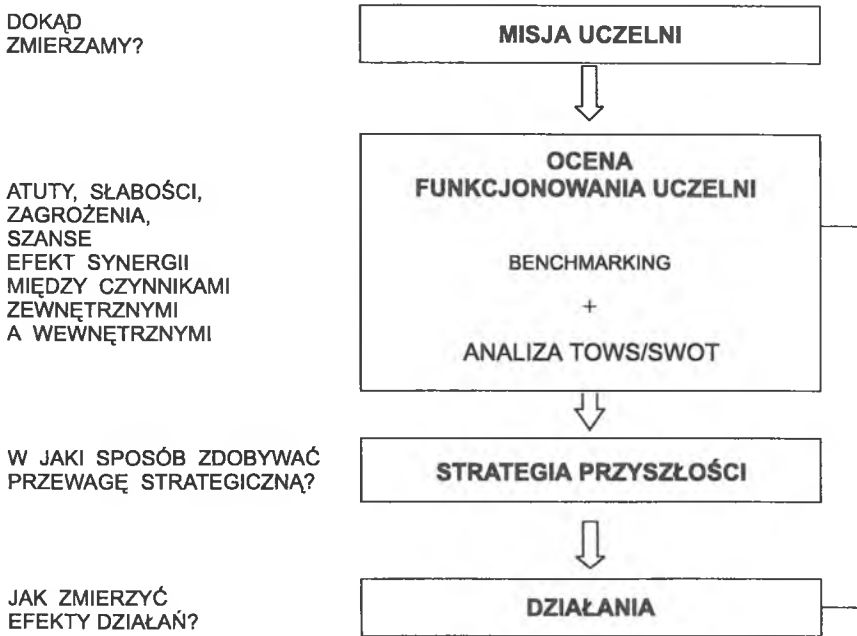 DOKĄD
ZMIERZAMY?
MISJA UCZELNI
ATUTY, SŁABOŚCI,
ZAGROŻENIA,
SZANSE
EFEKT SYNERGII
MIĘDZY CZYNNIKAMI
ZEWNĘTRZNYMI
A WEWNĘTRZNYMI
OCENA
FUNKCJONOWANIA UCZELNI
BENCHMARKING
+
ANALIZA TOWS/SWOT
W JAKI SPOSÓB ZDOBYWAĆ
PRZEWAGĘ STRATEGICZNĄ?
STRATEGIA PRZYSZŁOŚCI
JAK ZMIERZYĆ
EFEKTY DZIAŁAŃ?
DZIAŁANIA